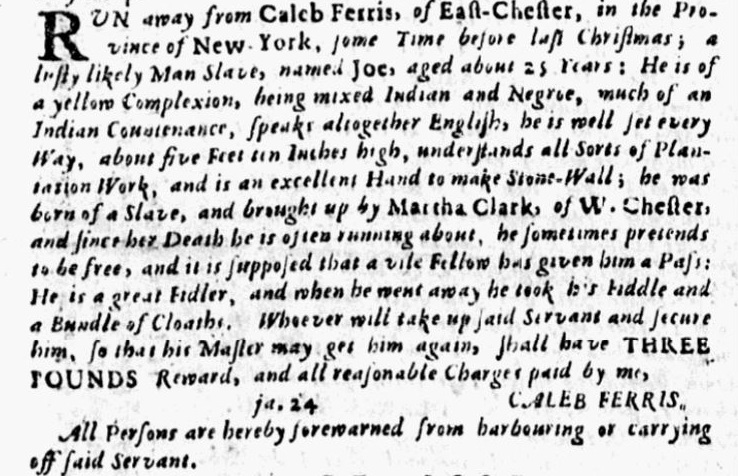 RUN away from Caleb Ferris, of Eaſt-Cheſter, in the Pro-
vince of New-York, ſome Time before laſt Chriſtmas; a
luſty likely Man Slave, named Joe, aged about 25 Years: He is of
a yellow Complexion, being mixed Indian and Negroe, much of an
Indian Countenance, ſpeaks altogether Engliſh, he is well ſet every
Way, about five Feet ten Inches high, underſtands all Sorts of Plan-
tation Work, and is an excellent Hand to make Stone-Wall; he was
born of a Slave, and brought up by Martha Clark, of W. Cheſter,
and ſince her Death he is often running about, he ſometimes pretends
to be free, and it is ſuppoſed that a vile Fellow has given him a Paſs:
He is a great Fidler, and when he went away he took his Fiddle and
a Bundle of Cloaths. Whoever will take up ſaid Servant and ſecure
him, ſo that his Maſter may get him again, ſhall have THREE
POUNDS Reward, and all reaſonable Charges paid by me,
ja. 24 CALEB FERRIS.
All Perſons are hereby forewarned from harbouring or carrying
off ſaid Servant.